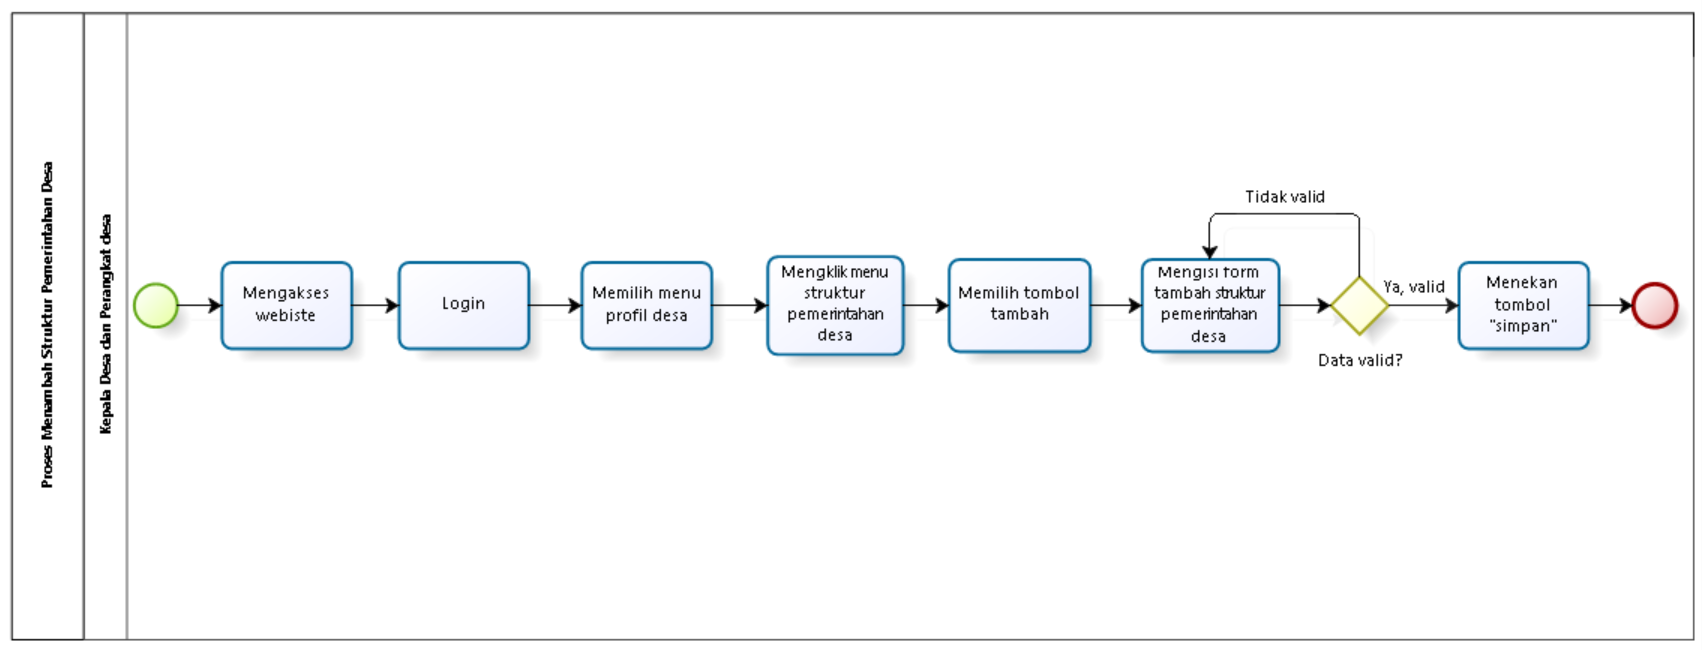 Proses Menambah Struktur Pemerintahan Desa
Kepala Desa dan Perangkat desa
Mengakses
webiste
Login
Memilih menu
profil desa
Mengklik menu
struktur
pemerintahan
desa
Memilih tombol
tambah
Mengisi form
tambah struktur
pemerintahan
desa
Tidak valid
Ya, valid
Data valid?
Menekan
tombol
"simpan"